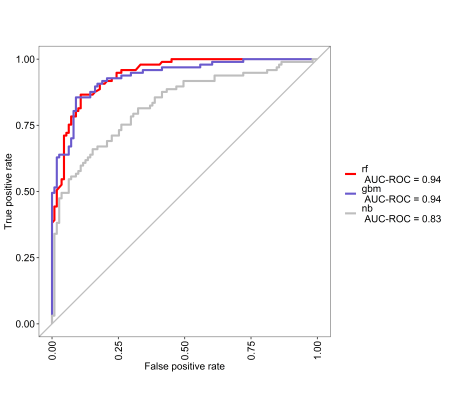 1.00
0.75
0.50
0.25
0.00
True positive rate
0.00
0.25
0.50
0.75
1.00
False positive rate
rf
AUC-ROC = 0.94
gbm
AUC-ROC = 0.94
nb
AUC-ROC = 0.83